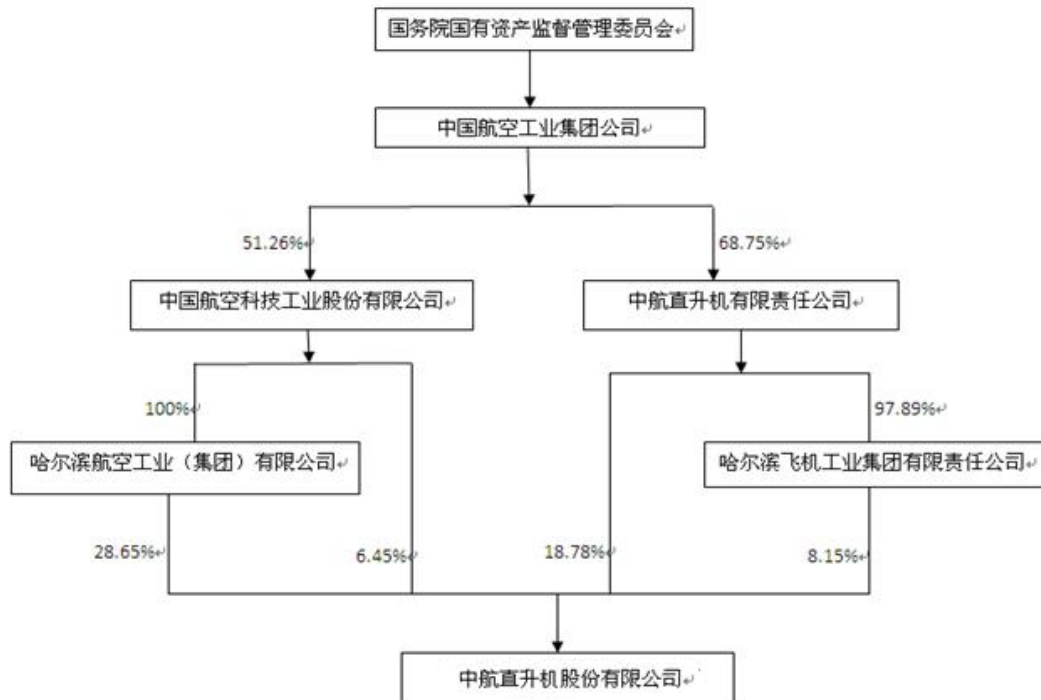 国务院国有资产监督管理委员会
中国航空工业集团公司
51.26%
68.75%
中国航空科技工业股份有限公司
中航直升机有限责任公司
100%
97.89%
哈尔滨航空工业（集团）有限公司
哈尔滨飞机工业集团有限责任公司
28.65%
6.45%
18.78%
8.15%
中航直升机股份有限公司